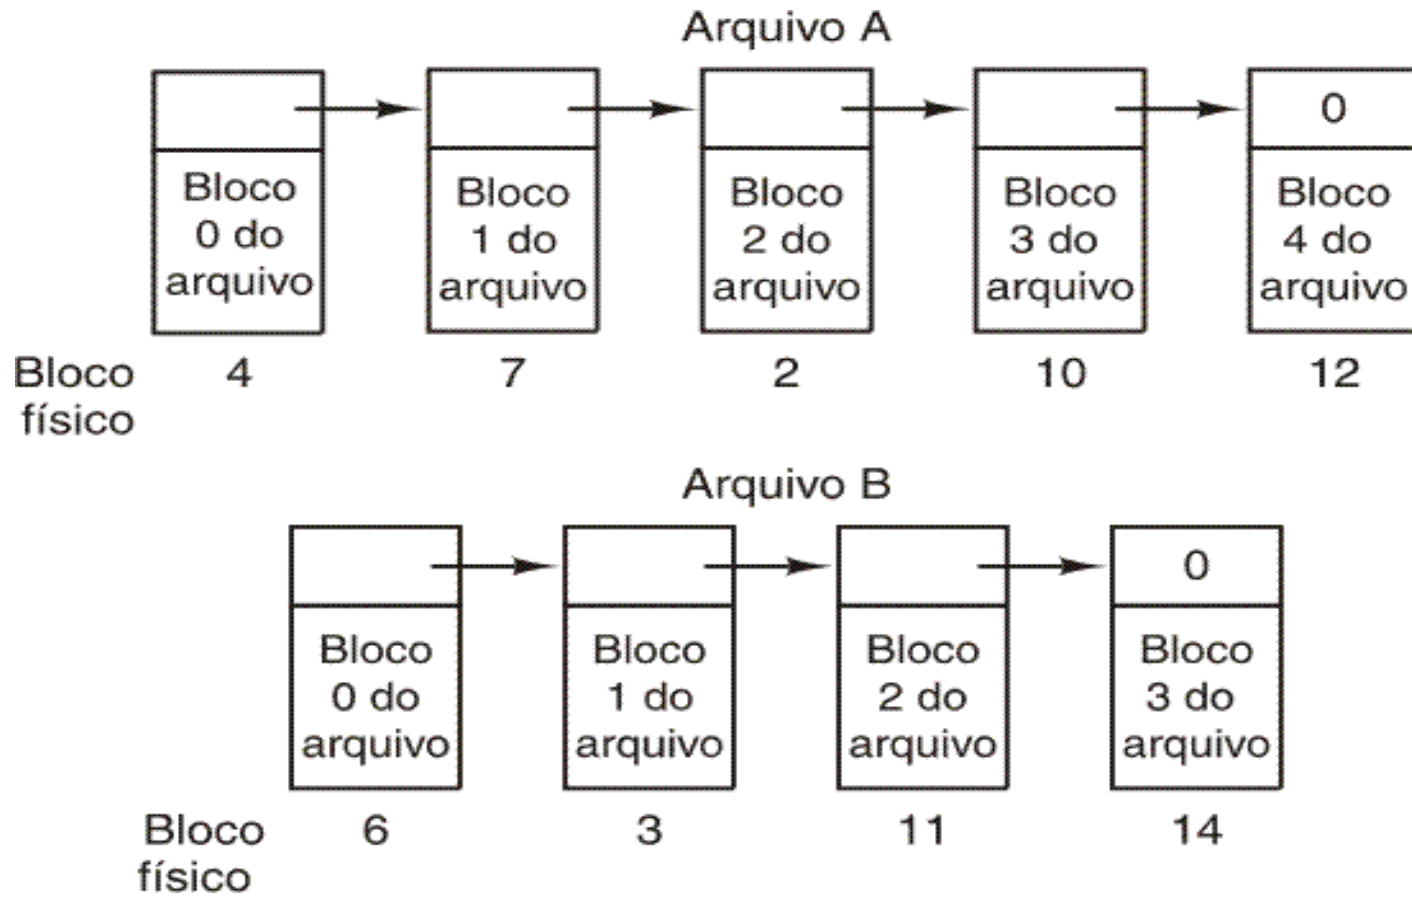 Arquivo A
0
Bloco Bloco Bloco Bloco Bloco
0 do 1 do 2 do 3 do 4 do
arquivo arquivo arquivo arquivo arquivo
Bloco 4 7 2 10 12
físico
Arquivo B
0
Bloco Bloco Bloco Bloco
0 do 1 do 2 do 3 do
arquivo arquivo arquivo arquivo
Bloco 6 3 11 14
físico